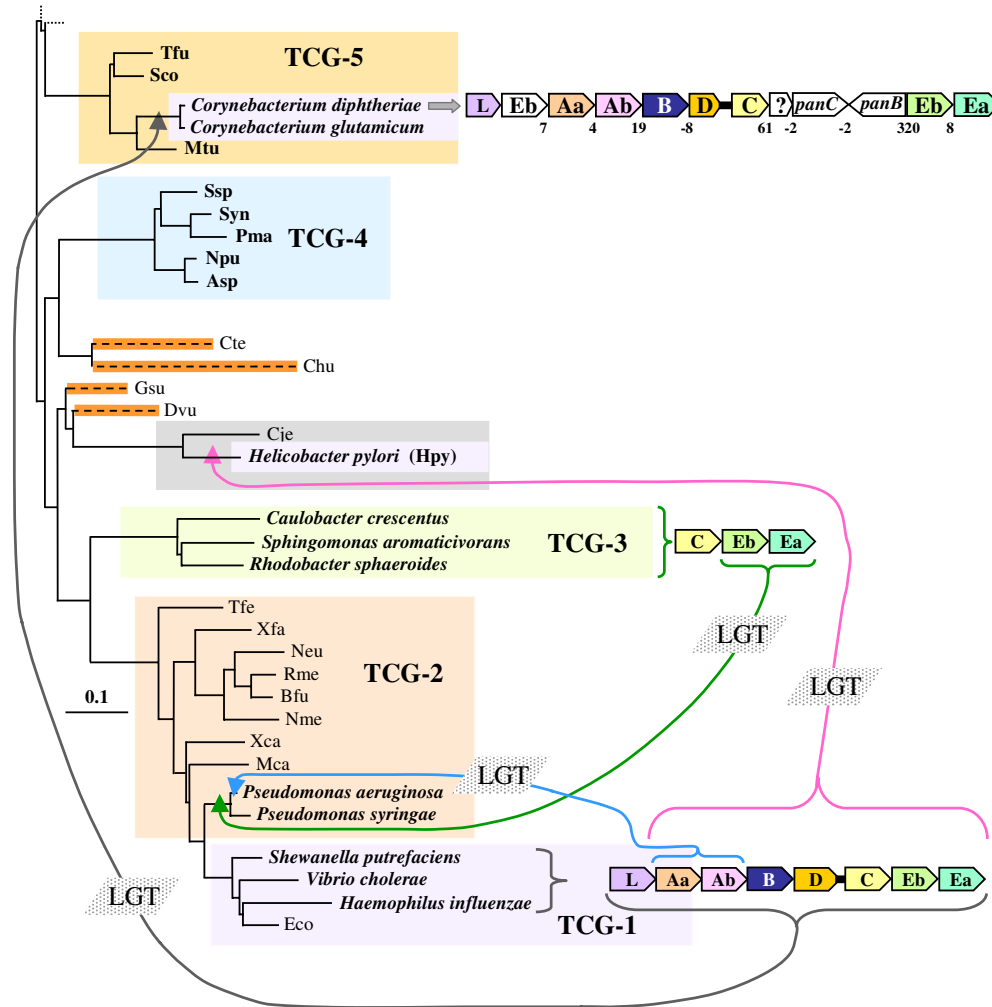 TCG-5
Tfu
Sco
Corynebacterium diphtheriae
Corynebacterium glutamicum
Mtu
L Eb Aa Ab B D C ? panC panB Eb Ea
7 4 19 -8 61 -2 -2 320 8
TCG-4
Ssp
Syn
Pma
Npu
Asp
Cte
Chu
Gsu
Dvu
Cje
Helicobacter pylori (Hpy)
TCG-3
Caulobacter crescentus
Sphingomonas aromaticivorans
Rhodobacter sphaeroides
C Eb Ea
LGT
LGT
TCG-2
Tfe
Xfa
Neu
Rme
Bfu
Nme
Xca
Mca
Pseudomonas aeruginosa
Pseudomonas syringae
0.1
LGT
Shewanella putrefaciens
Vibrio cholerae
Haemophilus influenzae
Eco
TCG-1
L Aa Ab B D C Eb Ea
LGT